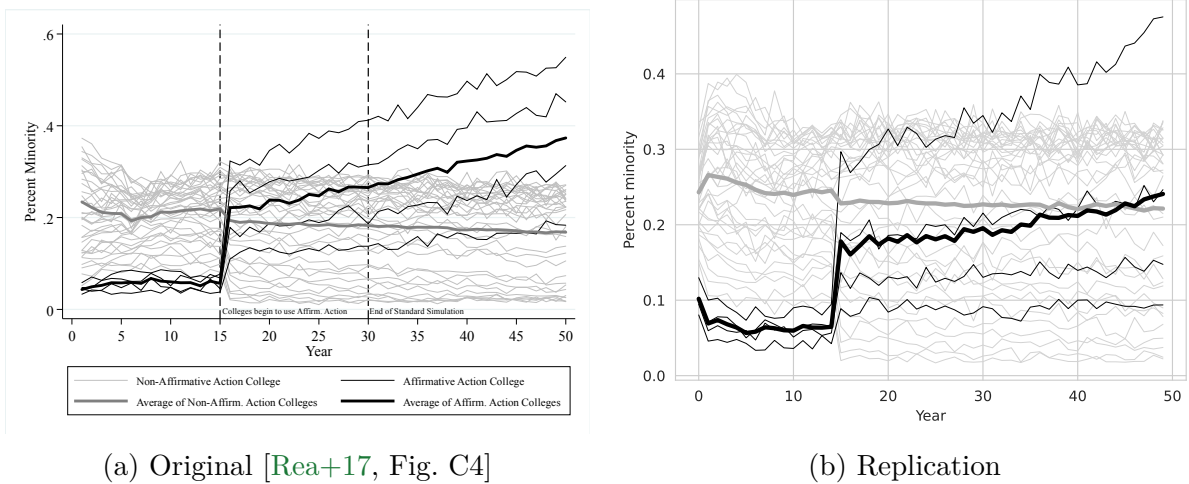 .6
.4
.2
0
Percent Minority
Colleges begin to use Affirm. Action
End of Standard Simulation
0 5 10 15 20 25 30 35 40 45 50
Year
Non-Affirmative Action College
Affirmative Action College
Average of Non-Affirm. Action Colleges
Average of Affirm. Action Colleges
(a) Original [Rea+17, Fig. C4]
0.4
0.3
0.2
0.1
0.0
Percent minority
0 10 20 30 40 50
Year
(b) Replication